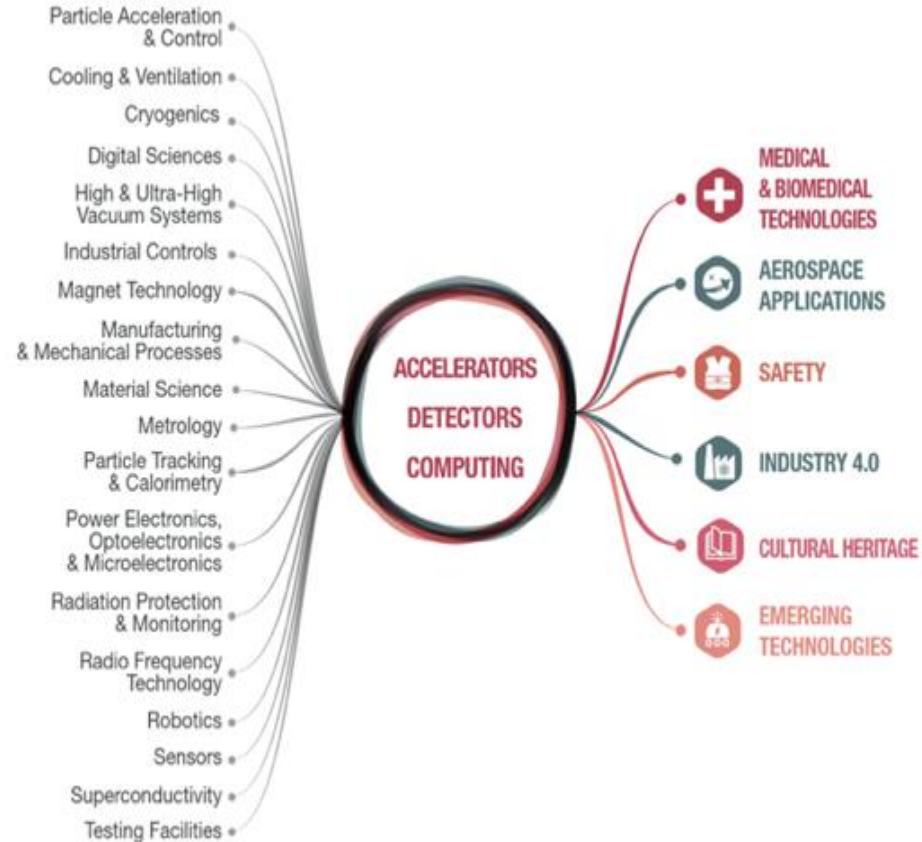 Particle Acceleration
& Control
Cooling & Ventilation
Cryogenics
Digital Sciences
High & Ultra-High
Vacuum Systems
Industrial Controls
Magnet Technology
Manufacturing
& Mechanical Processes
Material Science
Metrology
Particle Tracking
& Calorimetry
Power Electronics,
Optoelectronics
& Microelectronics
Radiation Protection
& Monitoring
Radio Frequency
Technology
Robotics
Sensors
Superconductivity
Testing Facilities
ACCELERATORS
DETECTORS
COMPUTING
MEDICAL
& BIOMEDICAL
TECHNOLOGIES
AEROSPACE
APPLICATIONS
SAFETY
INDUSTRY 4.0
CULTURAL HERITAGE
EMERGING
TECHNOLOGIES